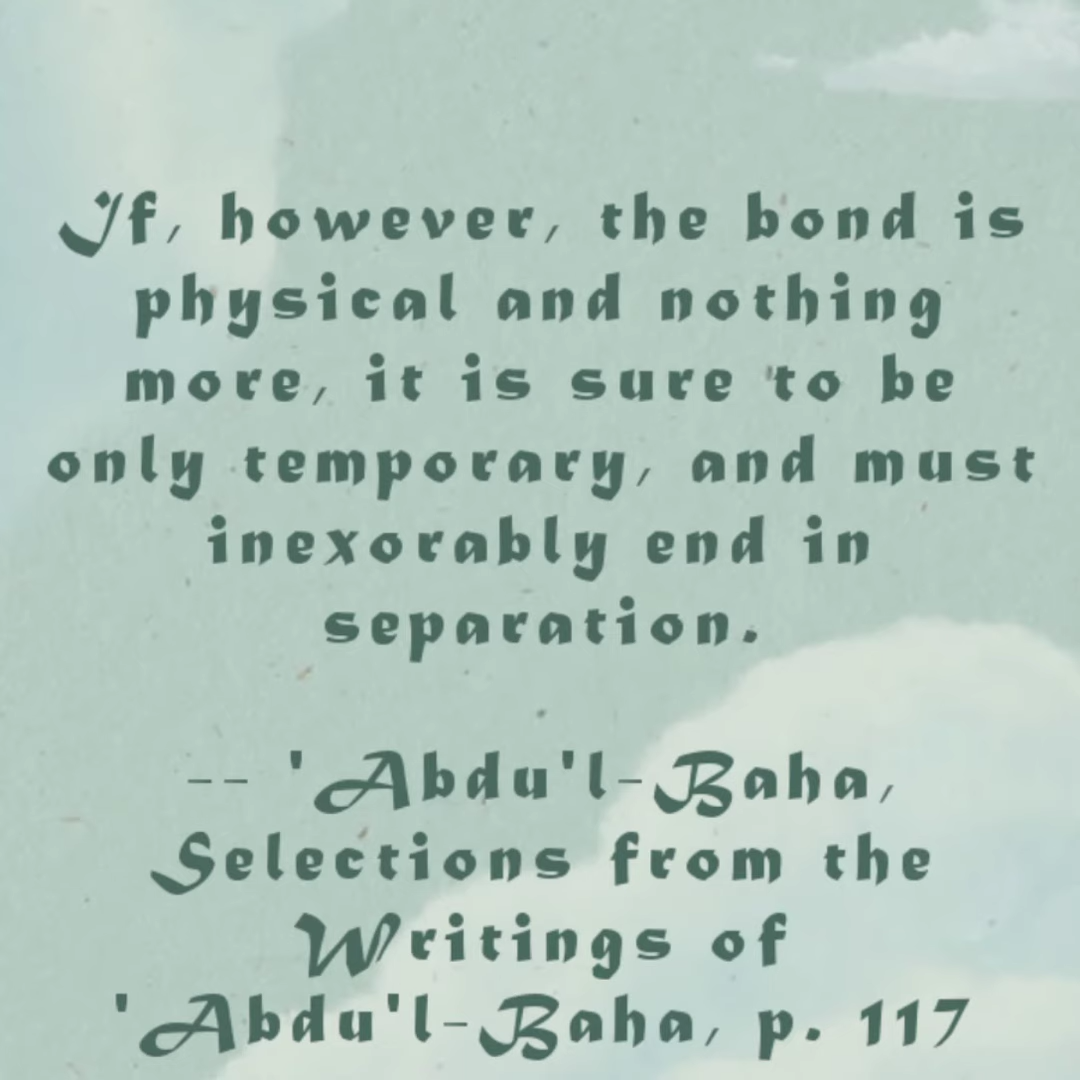 If, however, the bond is
physical and nothing
more, it is sure to be
only temporary, and must
inexorably end in
separation.
-- 'Abdu'l-Baha,
Selections from the
Writings of
'Abdu'l-Baha, p. 117